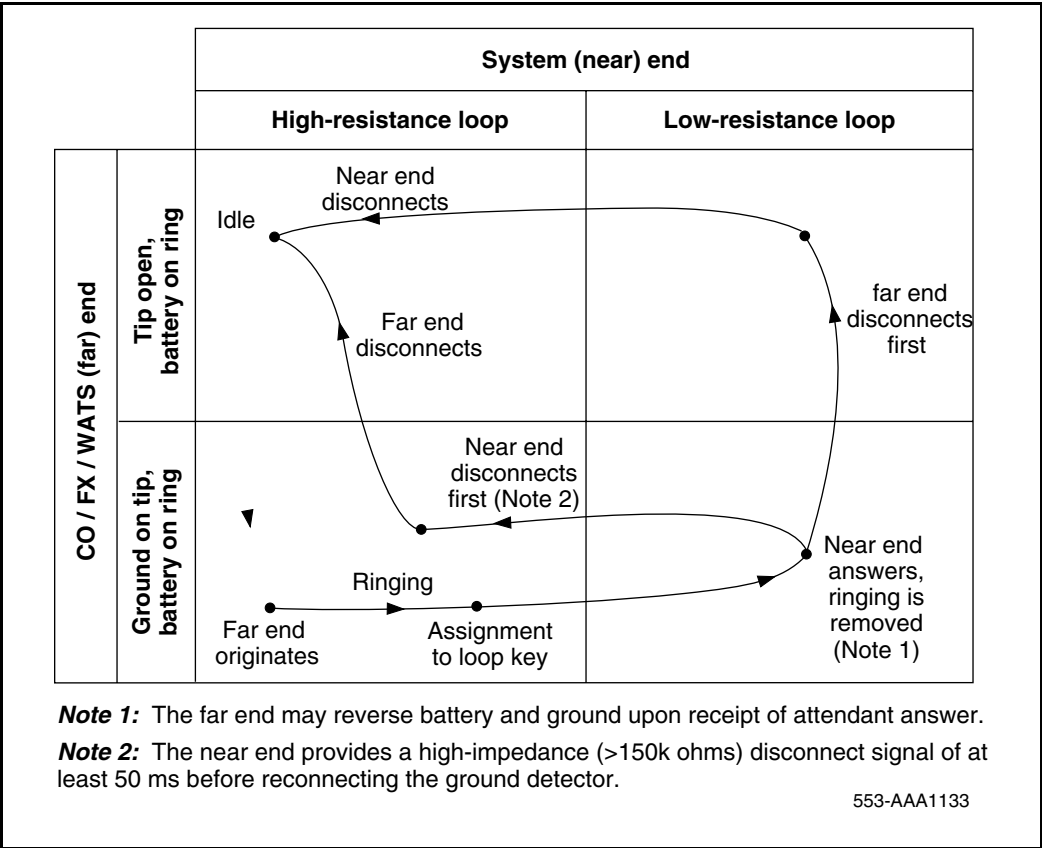 System (near) end
High-resistance loop
Low-resistance loop
CO / FX / WATS (far) end
Tip open,
battery on ring
Idle
Near end
disconnects
Far end
disconnects
far end
disconnects
first
Ground on tip,
battery on ring
Near end
disconnects
first (Note 2)
Ringing
Far end
originates
Assignment
to loop key
Near end
answers,
ringing is
removed
(Note 1)
Note 1: The far end may reverse battery and ground upon receipt of attendant answer.
Note 2: The near end provides a high-impedance (>150k ohms) disconnect signal of at
least 50 ms before reconnecting the ground detector.
553-AAA1133